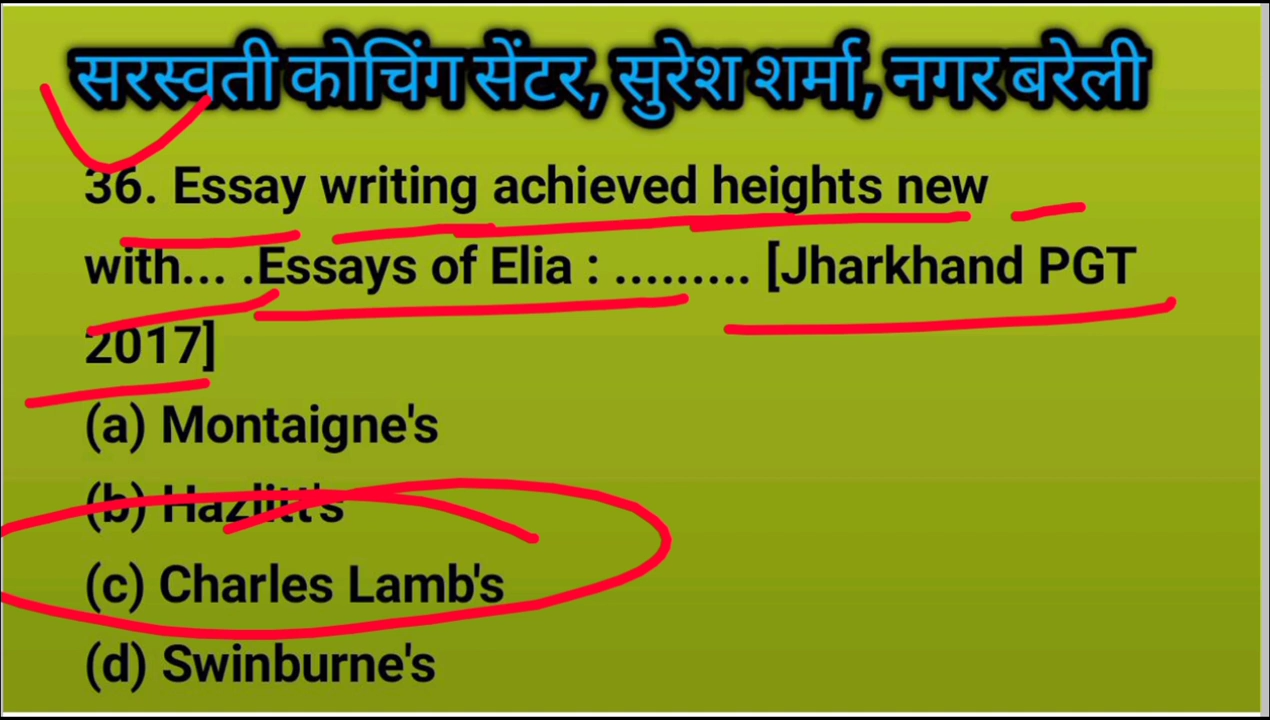 सरस्वती कोचिंग सेंटर, सुरेश शर्मा, नगर बरेली
36. Essay writing achieved heights new
with... .Essays of Elia : ......... [Jharkhand PGT
2017]
(a) Montaigne's
(b) Hazlitt's
(c) Charles Lamb's
(d) Swinburne's